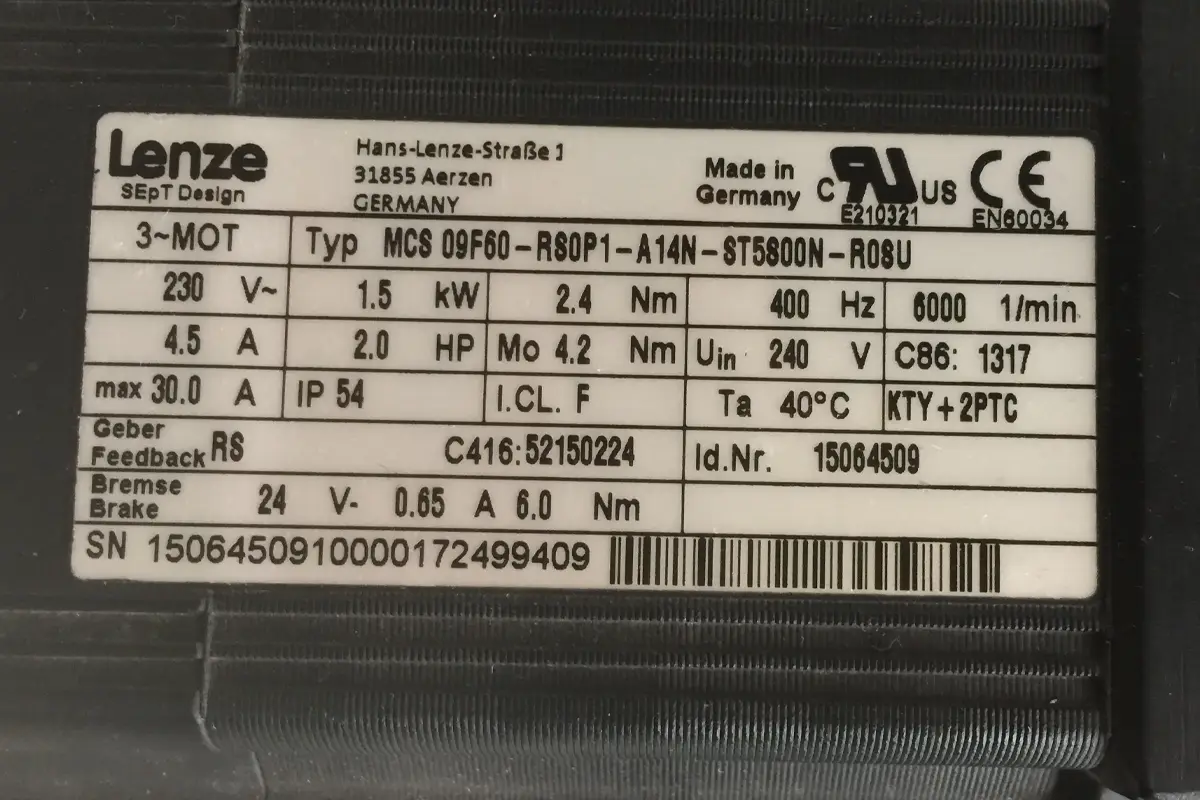 Lenze
SEpT Design
Hans-Lenze-Straße 1
31855 Aerzen
GERMANY
Made in
Germany
C RU US
E210321
CE
EN60034
3~MOT Typ MCS 09F60-RS0P1-A14N-ST5S00N-R0SU
230 V~ 1.5 kW 2.4 Nm 400 Hz 6000 1/min
4.5 A 2.0 HP Mo 4.2 Nm Uin 240 V C86: 1317
max 30.0 A IP 54 I.CL. F Ta 40°C KTY+2PTC
Geber
Feedback RS C416:52150224 Id.Nr. 15064509
Bremse
Brake 24 V- 0.65 A 6.0 Nm
SN 1506450910000172499409